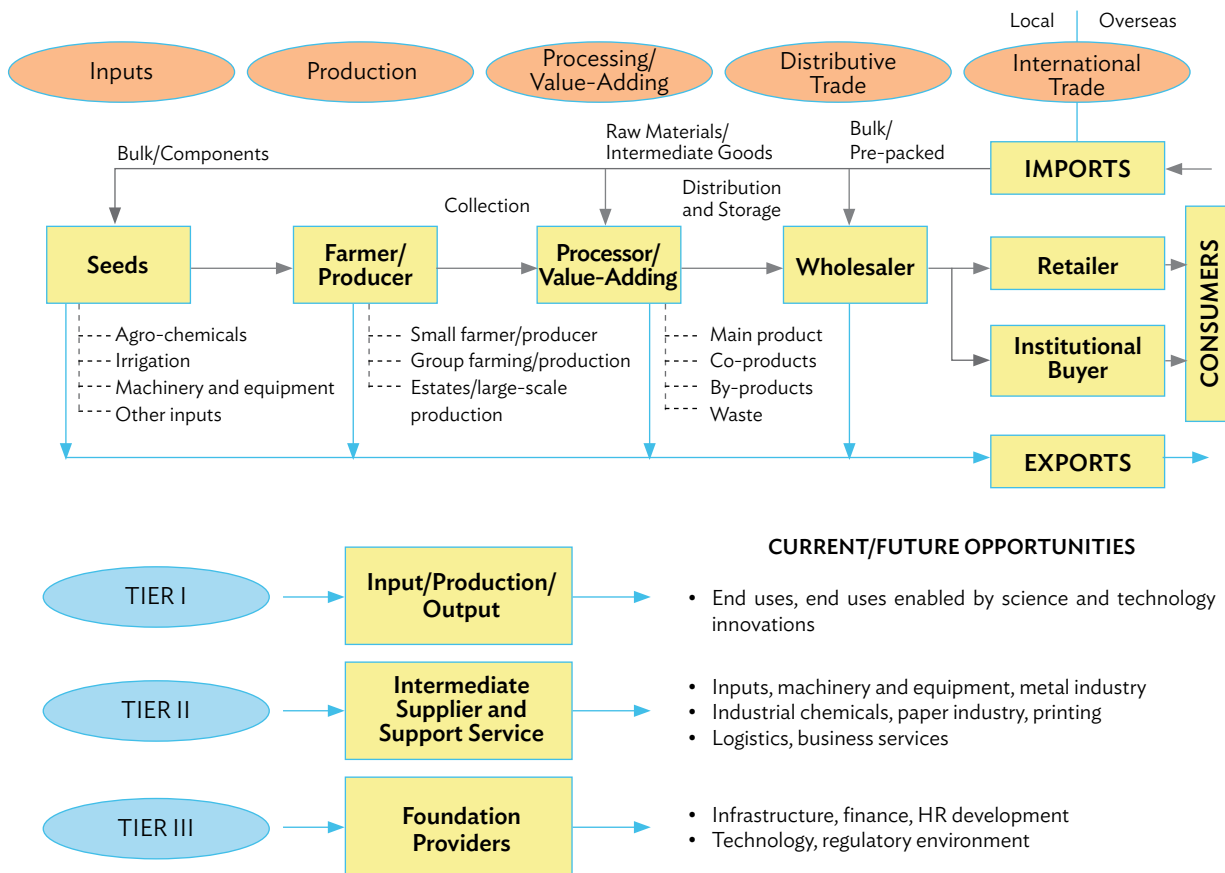 Local
Overseas
Inputs
Production
Processing/
Value-Adding
Distributive
Trade
International
Trade
Bulk/Components
Raw Materials/
Intermediate Goods
Bulk/
Pre-packed
IMPORTS
Collection
Distribution
and Storage
Seeds
Farmer/
Producer
Processor/
Value-Adding
Wholesaler
Retailer
Institutional
Buyer
CONSUMERS
Agro-chemicals
Irrigation
Machinery and equipment
Other inputs
Small farmer/producer
Group farming/production
Estates/large-scale
production
Main product
Co-products
By-products
Waste
EXPORTS
CURRENT/FUTURE OPPORTUNITIES
TIER I
Input/Production/
Output
• End uses, end uses enabled by science and technology
innovations
TIER II
Intermediate
Supplier and
Support Service
• Inputs, machinery and equipment, metal industry
• Industrial chemicals, paper industry, printing
• Logistics, business services
TIER III
Foundation
Providers
• Infrastructure, finance, HR development
• Technology, regulatory environment